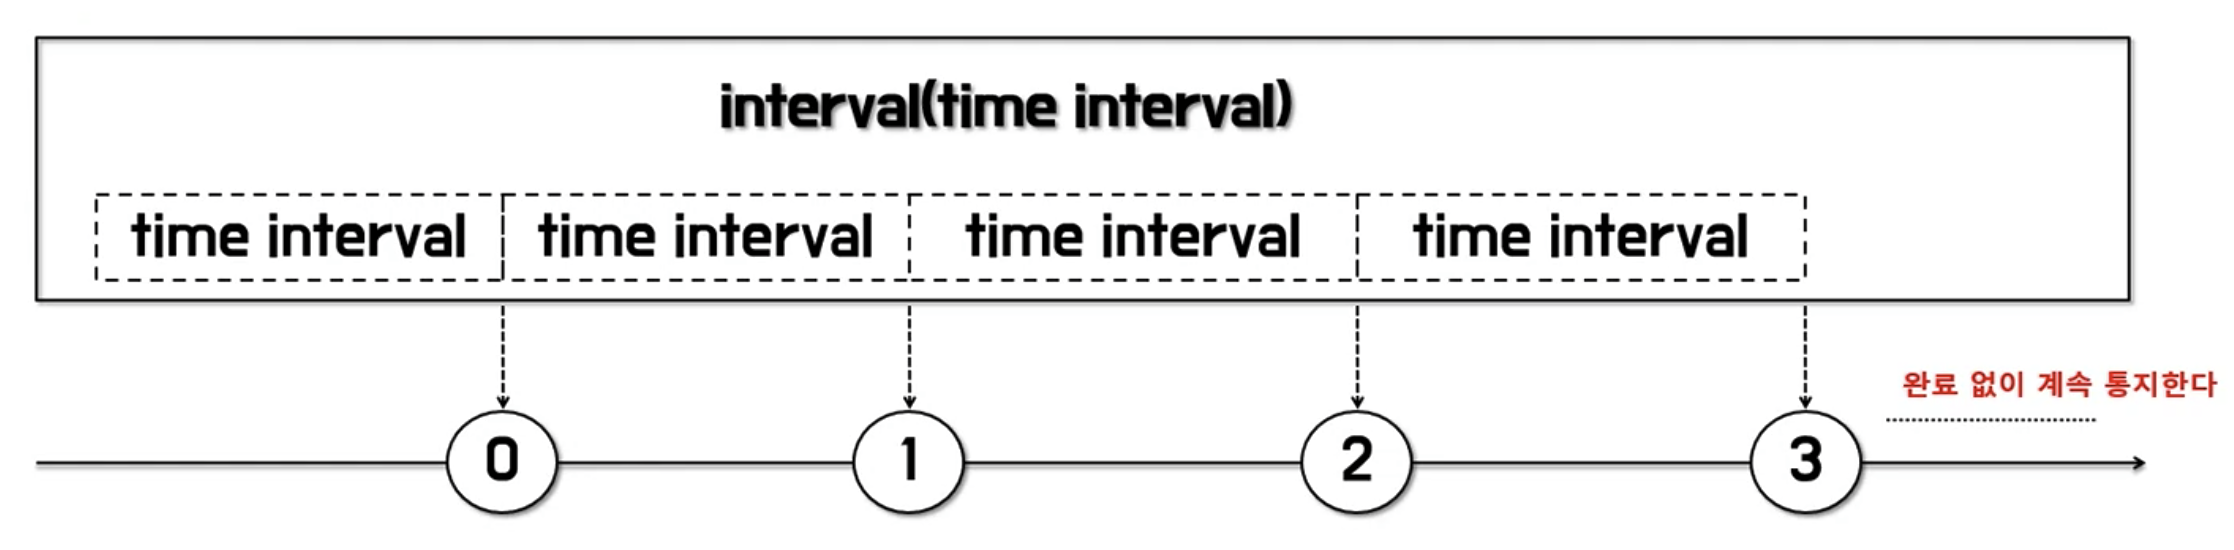 interval(time interval)
time interval time interval time interval time interval
완료 없이 계속 통지한다
0 1 2 3